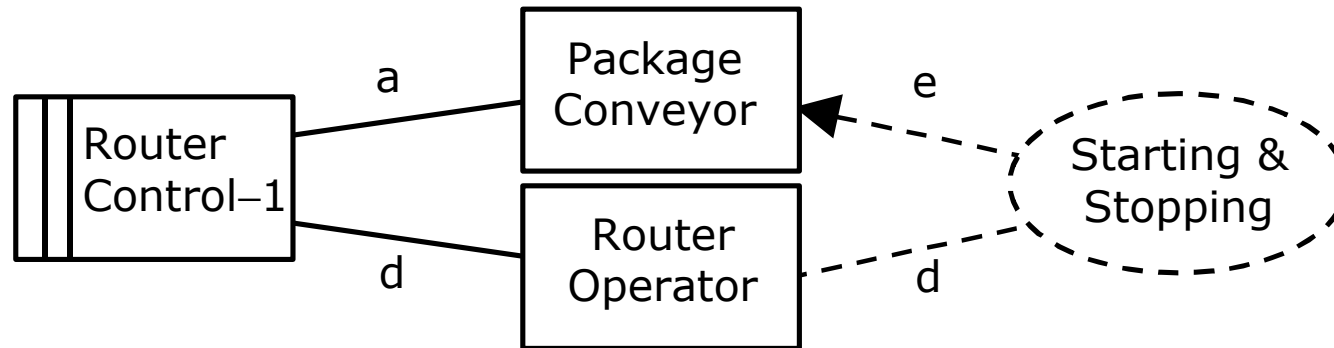 Package
Conveyor
a
e
Router
Control–1
Starting &
Stopping
Router
Operator
d
d